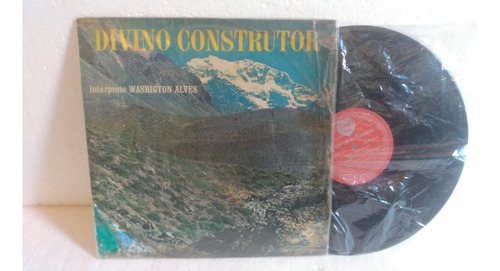 DIVINO CONSTRUTOR
Interprete WASHIGTON ALVES